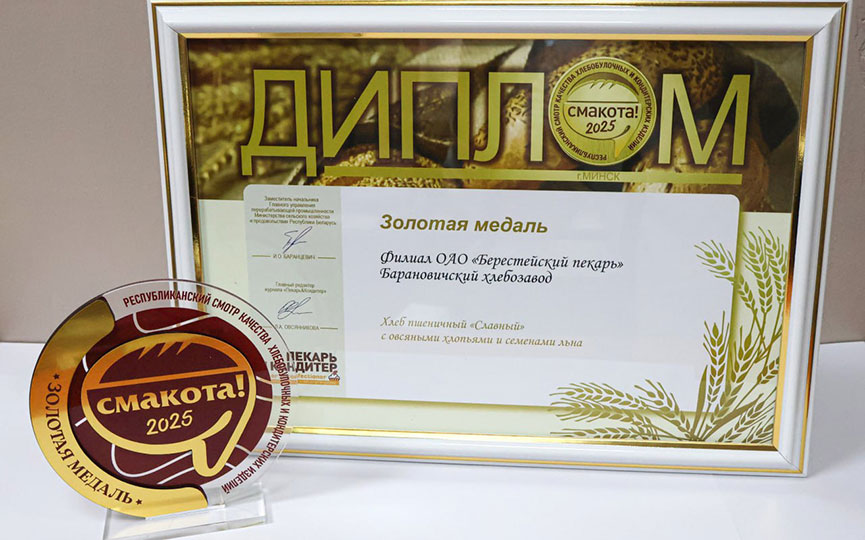 ДИПЛОМ
РЕСПУБЛИКАНСКИЙ СМОТР КАЧЕСТВА ХЛЕБОБУЛОЧНЫХ И КОНДИТЕРСКИХ ИЗДЕЛИЙ
смакота!
2025
г.МИНСК
Заместитель начальника
Главного управления
перерабатывающей промышленности
Министерства сельского хозяйства
и продовольствия Республики Беларусь
И.О. БАРАНЦЕВИЧ
Главный редактор
журнала «Пекарь&Кондитер»
А. ОВСЯННИКОВА
ПЕКАРЬ
КОНДИТЕР
Золотая медаль
Филиал ОАО «Берестейский пекарь»
Барановичский хлебозавод
Хлеб пшеничный «Славный»
с овсяными хлопьями и семенами льна
РЕСПУБЛИКАНСКИЙ СМОТР КАЧЕСТВА ХЛЕБОБУЛОЧНЫХ И КОНДИТЕРСКИХ ИЗДЕЛИЙ
смакота!
2025
ЗОЛОТАЯ МЕДАЛЬ